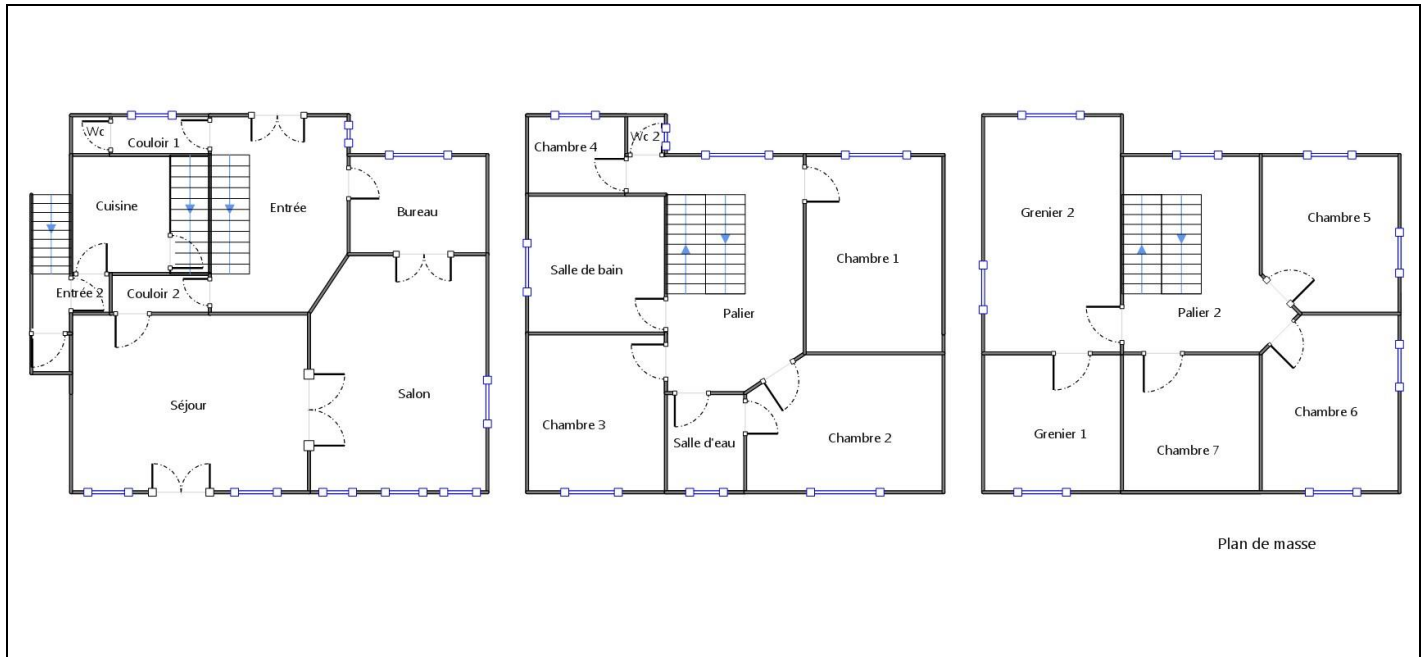 Wc
Couloir 1
Cuisine
Entrée
Bureau
Entrée 2
Couloir 2
Séjour
Salon
Chambre 4
Wc 2
Salle de bain
Chambre 1
Palier
Chambre 3
Salle d'eau
Chambre 2
Grenier 2
Chambre 5
Palier 2
Grenier 1
Chambre 7
Chambre 6
Plan de masse